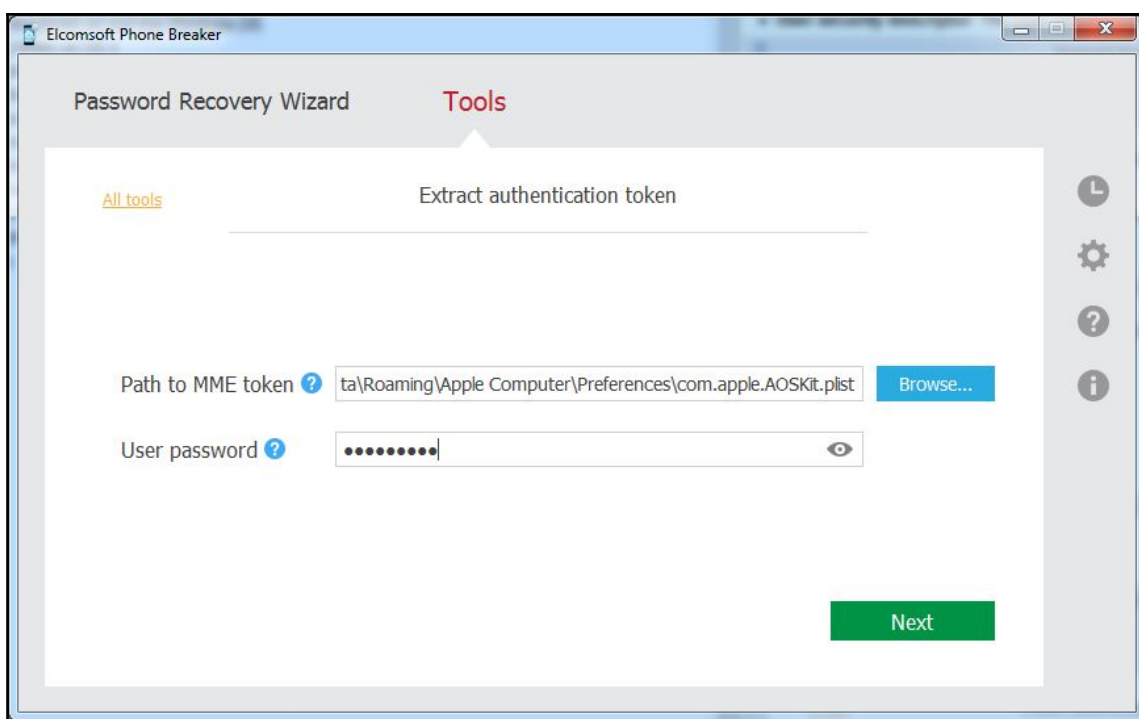 Elcomsoft Phone Breaker
Password Recovery Wizard Tools
All tools
Extract authentication token
Path to MME token ? ta\Roaming\Apple Computer\Preferences\com.apple.AOSKit.plist Browse...
User password ? •••••••••
Next